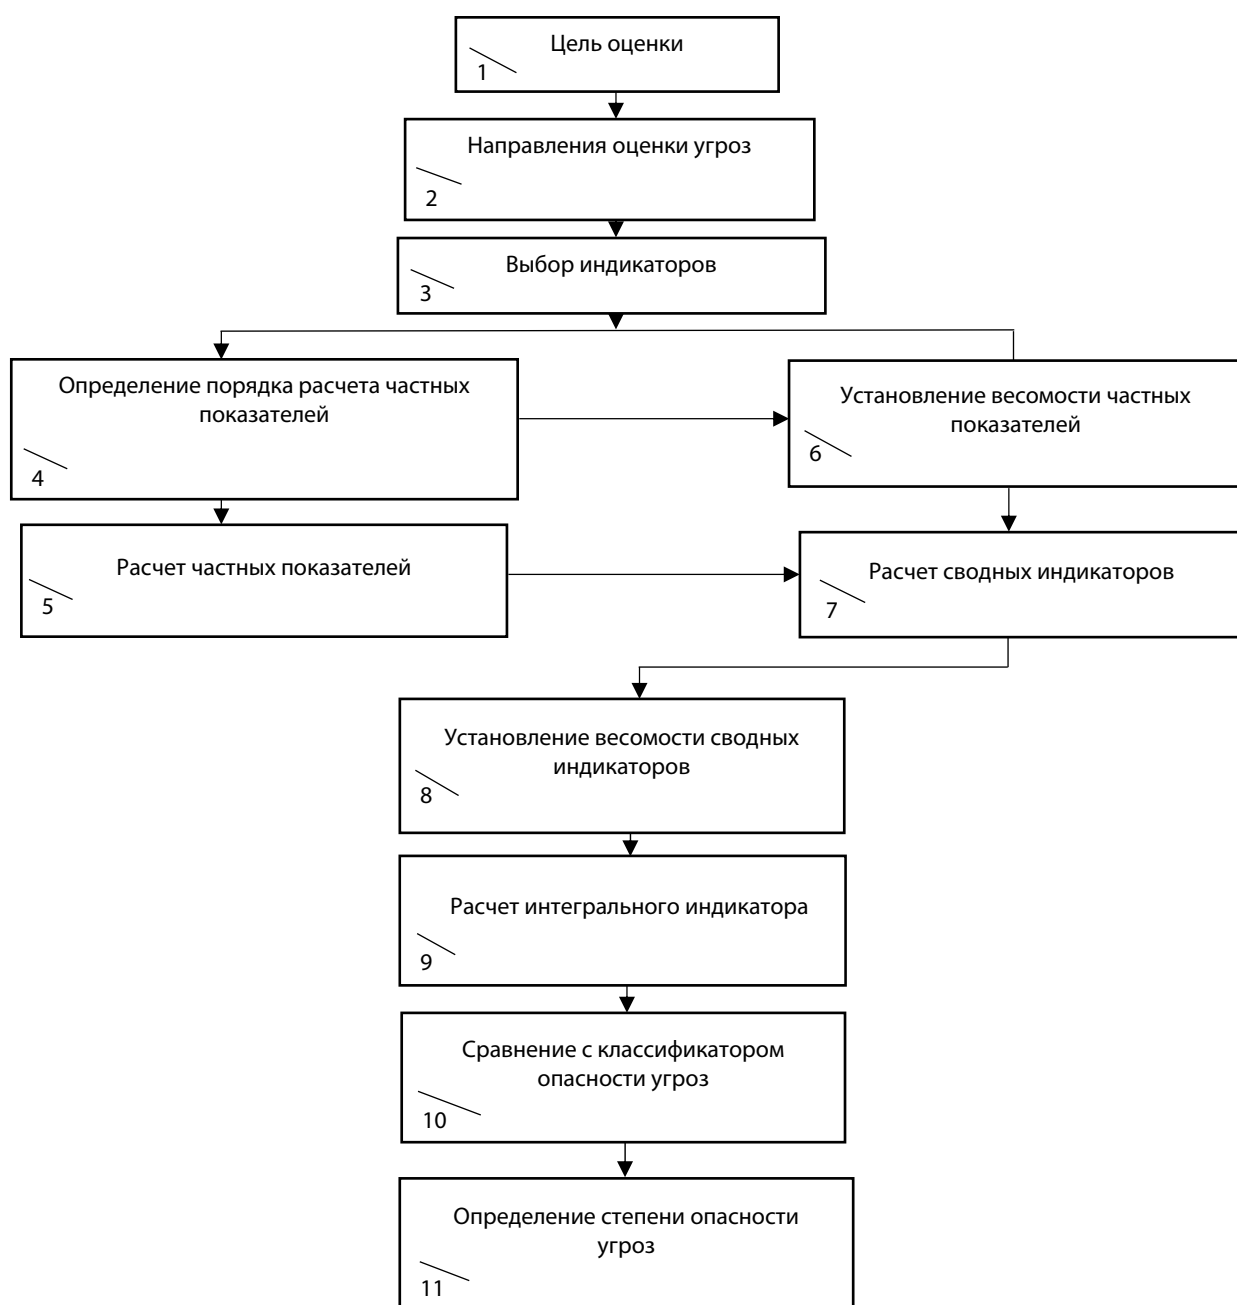 Цель оценки
1
Направления оценки угроз
2
Выбор индикаторов
3
Определение порядка расчета частных
показателей
4
Установление весомости частных
показателей
6
Расчет частных показателей
5
Расчет сводных индикаторов
7
Установление весомости сводных
индикаторов
8
Расчет интегрального индикатора
9
Сравнение с классификатором
опасности угроз
10
Определение степени опасности
угроз
11